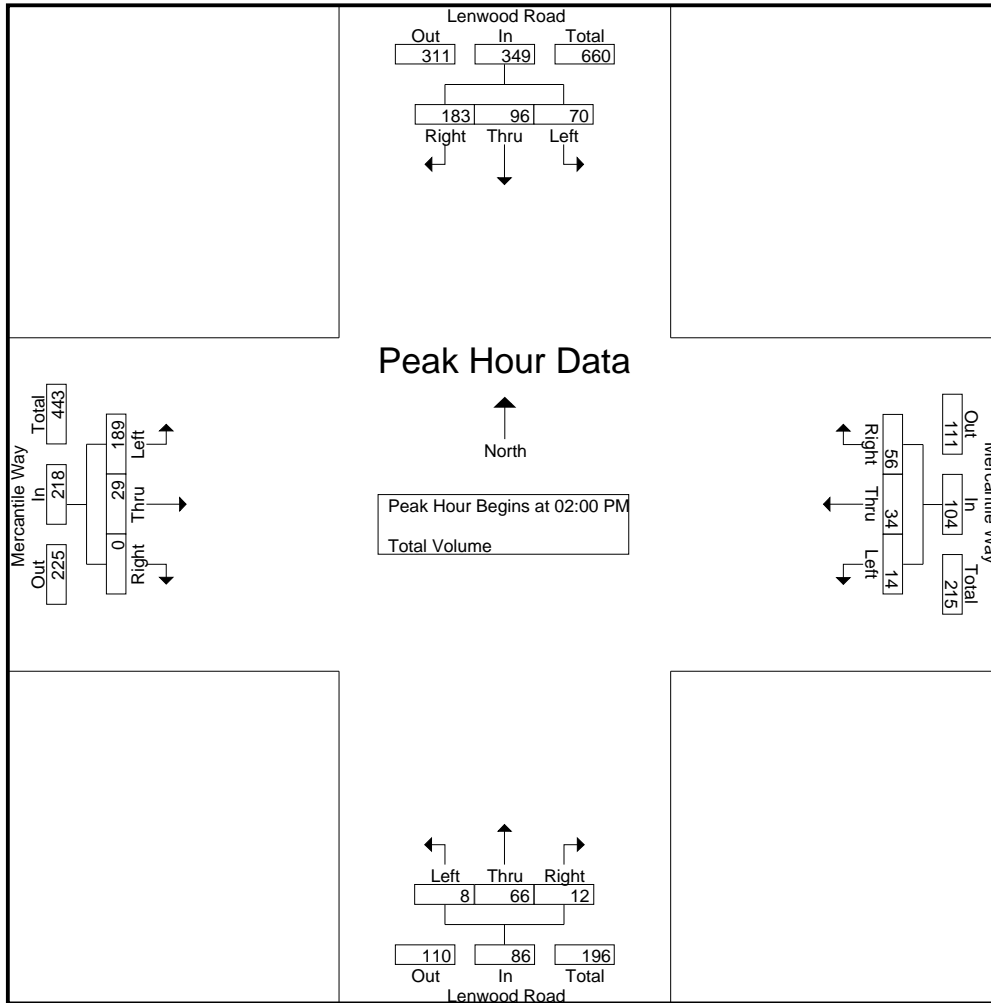 Lenwood Road
Out In Total
311 349 660
183 96 70
Right Thru Left
Peak Hour Data
North
Peak Hour Begins at 02:00 PM
Total Volume
Mercantile Way
Total In Out
443 218 225
189 29 0
Left Thru Right
Mercantile Way
Out In Total
111 104 215
56 34 14
Right Thru Left
Left Thru Right
8 66 12
110 86 196
Out In Total
Lenwood Road